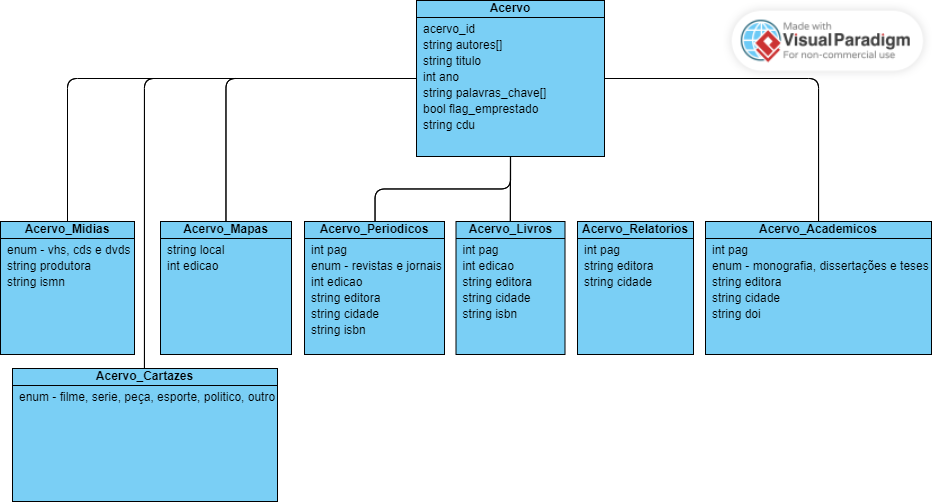 Acervo
acervo_id
string autores[]
string titulo
int ano
string palavras_chave[]
bool flag_emprestado
string cdu
Made with
Visual Paradigm
For non-commercial use
Acervo_Midias
enum - vhs, cds e dvds
string produtora
string ismn
Acervo_Mapas
string local
int edicao
Acervo_Periodicos
int pag
enum - revistas e jornais
int edicao
string editora
string cidade
string isbn
Acervo_Livros
int pag
int edicao
string editora
string cidade
string isbn
Acervo_Relatorios
int pag
string editora
string cidade
Acervo_Academicos
int pag
enum - monografia, dissertações e teses
string editora
string cidade
string doi
Acervo_Cartazes
enum - filme, serie, peça, esporte, politico, outro